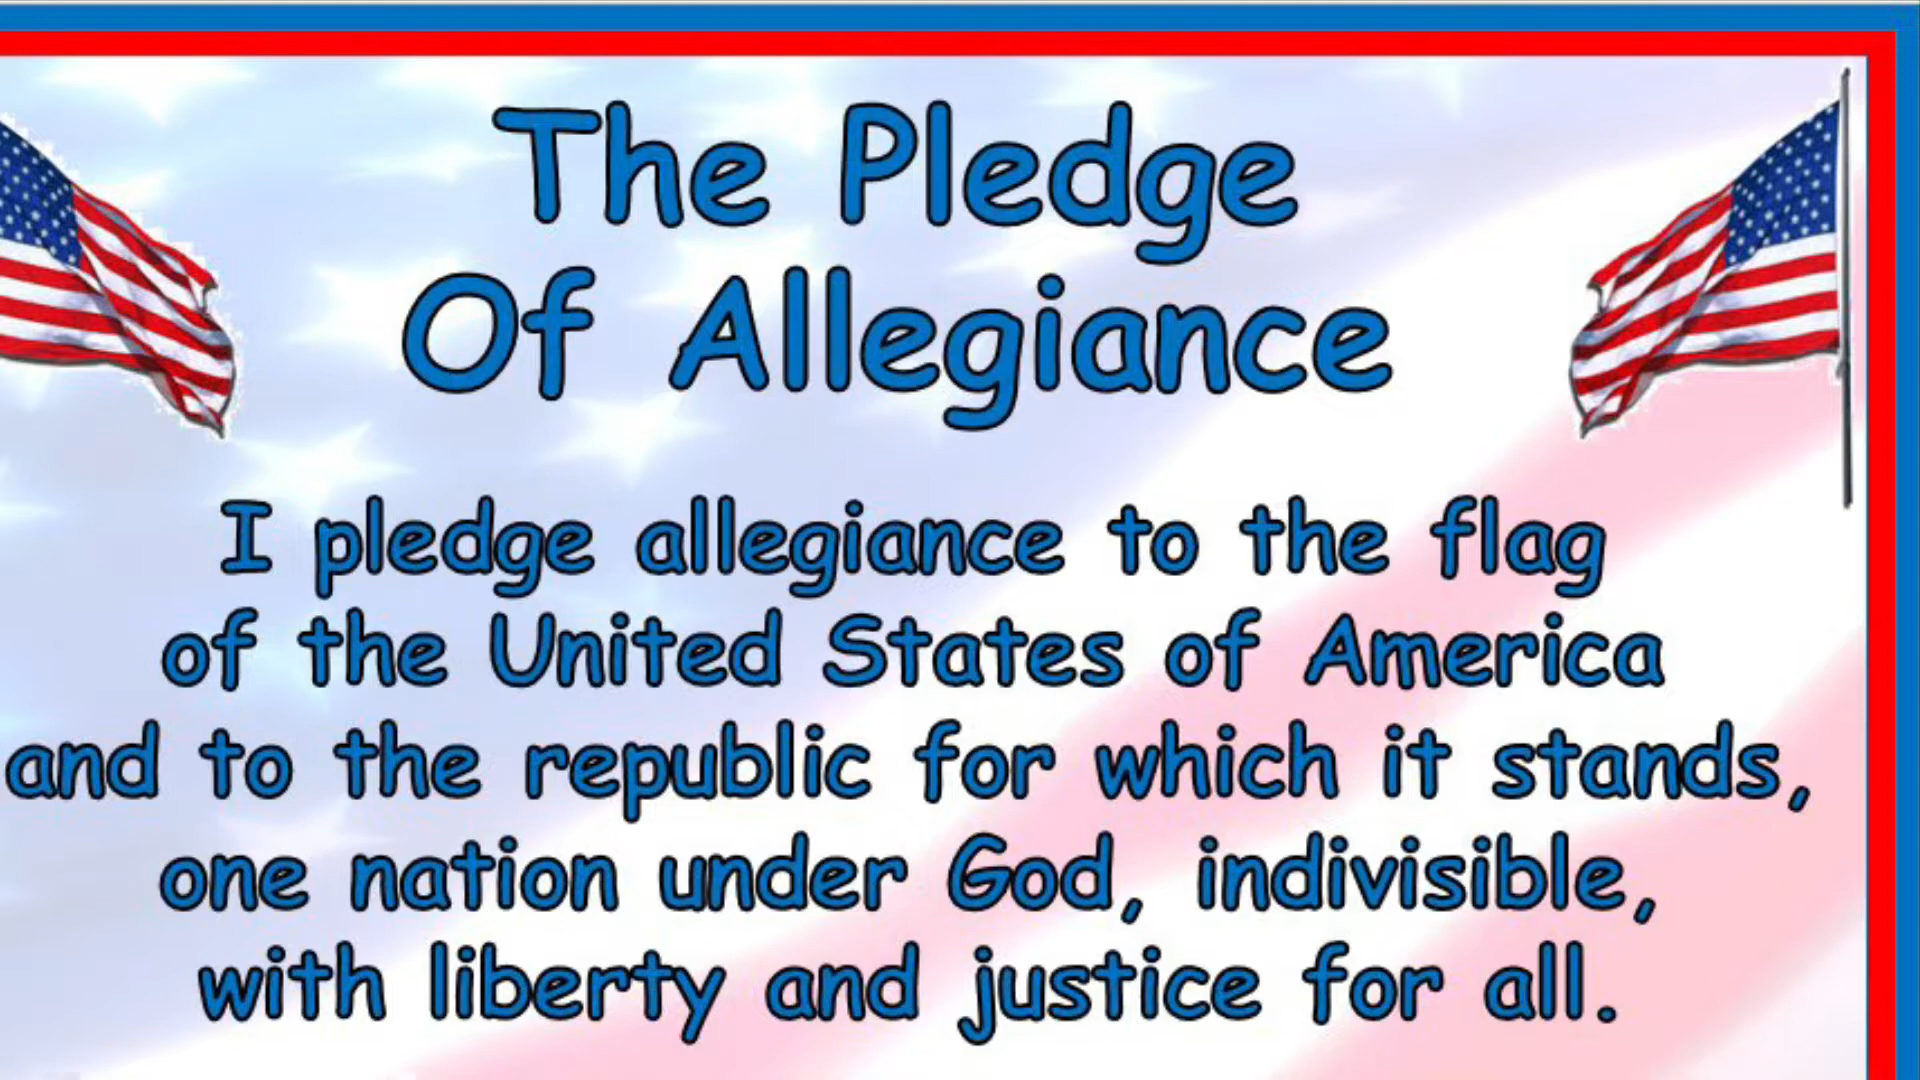 The Pledge
Of Allegiance
I pledge allegiance to the flag
of the United States of America
and to the republic for which it stands,
one nation under God, indivisible,
with liberty and justice for all.